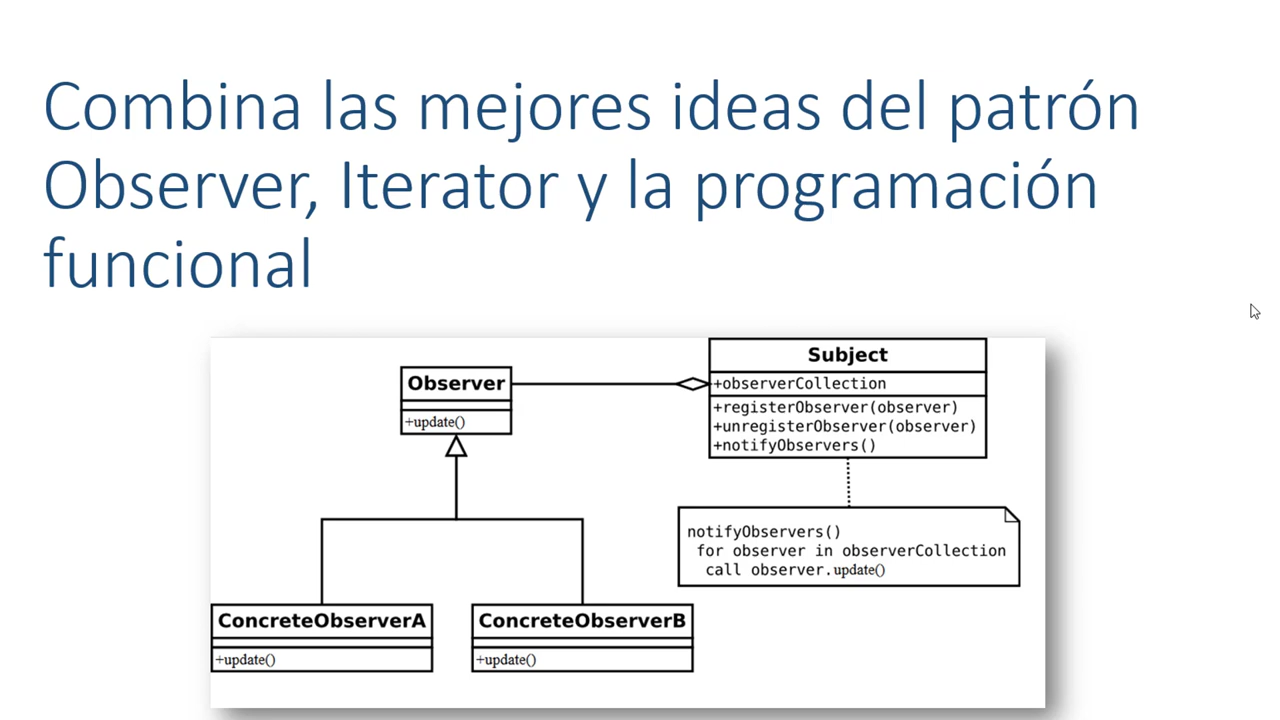 Combina las mejores ideas del patrón
Observer, Iterator y la programación
funcional
Observer
+update()
Subject
+observerCollection
+registerObserver(observer)
+unregisterObserver(observer)
+notifyObservers()
notifyObservers()
for observer in observerCollection
call observer.update()
ConcreteObserverA
+update()
ConcreteObserverB
+update()